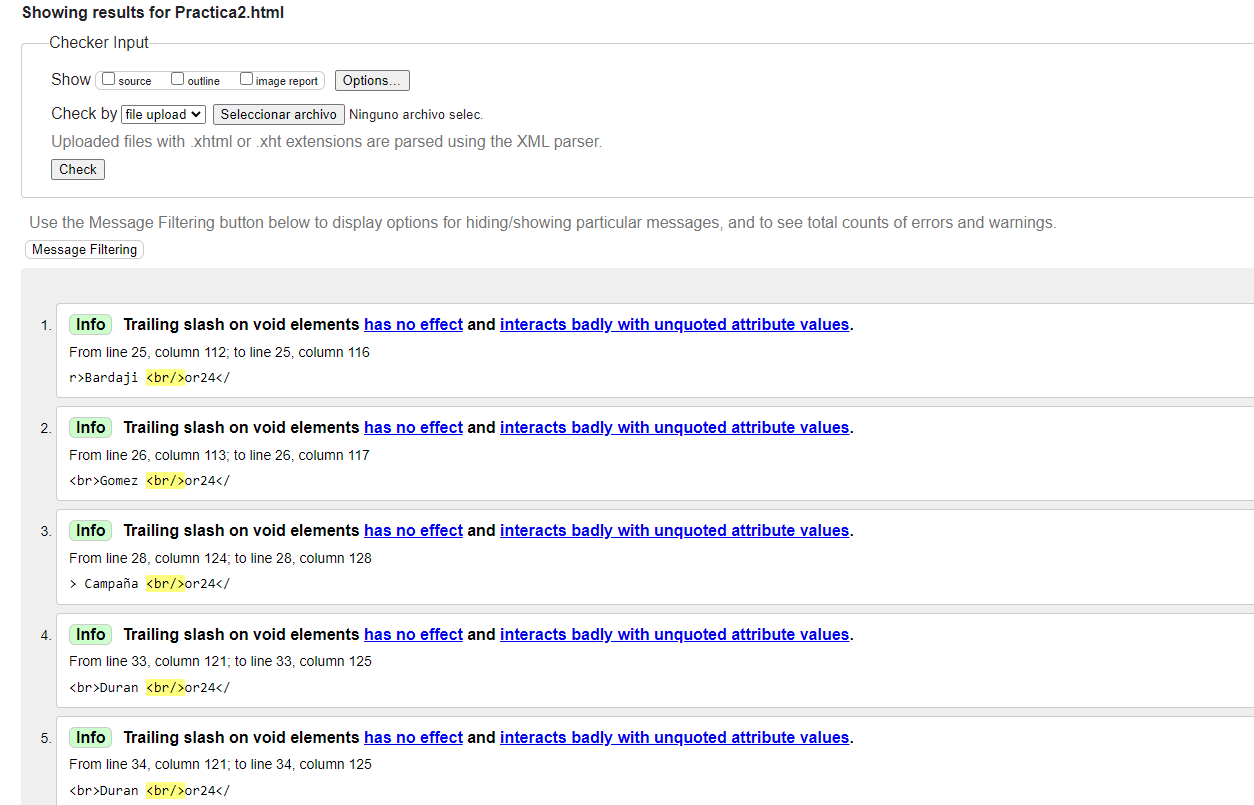 Showing results for Practica2.html
Checker Input
Show source outline image report Options...
Check by file upload Seleccionar archivo Ninguno archivo selec.
Uploaded files with .xhtml or .xht extensions are parsed using the XML parser.
Check
Use the Message Filtering button below to display options for hiding/showing particular messages, and to see total counts of errors and warnings.
Message Filtering
1. Info Trailing slash on void elements has no effect and interacts badly with unquoted attribute values.
From line 25, column 112; to line 25, column 116
r>Bardaji <br/>or24</
2. Info Trailing slash on void elements has no effect and interacts badly with unquoted attribute values.
From line 26, column 113; to line 26, column 117
<br>Gomez <br/>or24</
3. Info Trailing slash on void elements has no effect and interacts badly with unquoted attribute values.
From line 28, column 124; to line 28, column 128
> Campaña <br/>or24</
4. Info Trailing slash on void elements has no effect and interacts badly with unquoted attribute values.
From line 33, column 121; to line 33, column 125
<br>Duran <br/>or24</
5. Info Trailing slash on void elements has no effect and interacts badly with unquoted attribute values.
From line 34, column 121; to line 34, column 125
<br>Duran <br/>or24</